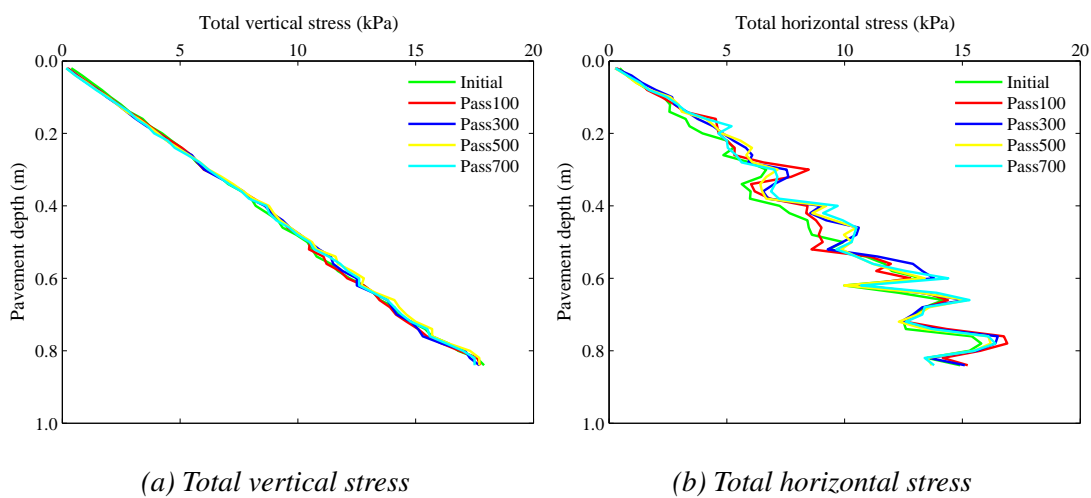 Total vertical stress (kPa)
0 5 10 15 20
0.0
0.2
0.4
0.6
0.8
1.0
Pavement depth (m)
Initial
Pass100
Pass300
Pass500
Pass700
(a) Total vertical stress
Total horizontal stress (kPa)
0 5 10 15 20
0.0
0.2
0.4
0.6
0.8
1.0
Pavement depth (m)
Initial
Pass100
Pass300
Pass500
Pass700
(b) Total horizontal stress